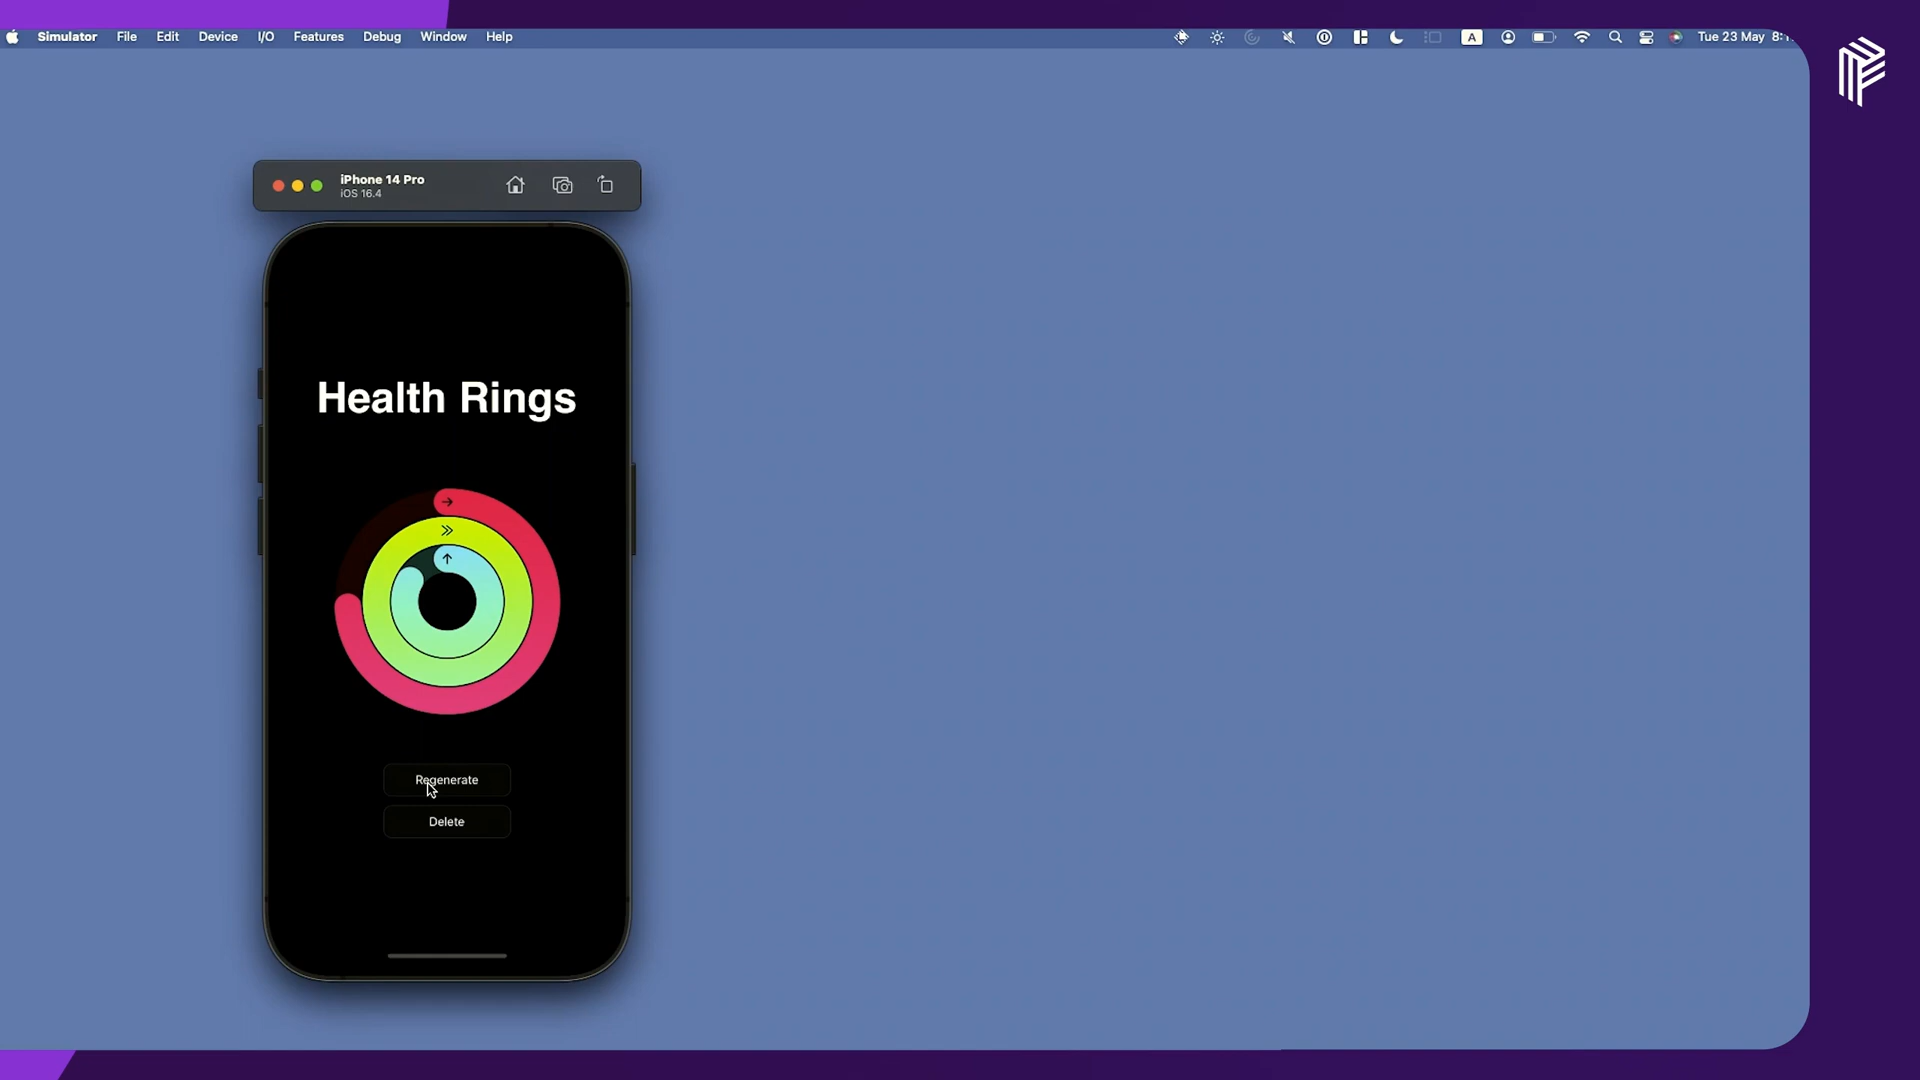 Simulator File Edit Device I/O Features Debug Window Help
A
Tue 23 May
iPhone 14 Pro
iOS 16.4
Health Rings
Regenerate
Delete